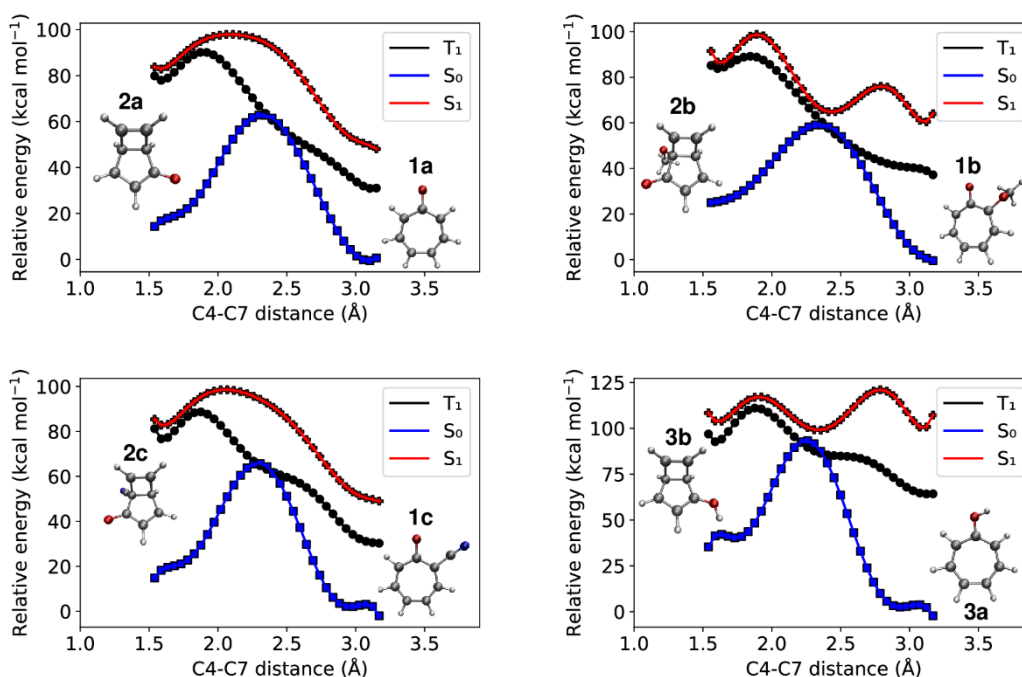 100
80
60
40
20
0
Relative energy (kcal mol⁻¹)
T₁
S₀
S₁
2a
1a
1.0 1.5 2.0 2.5 3.0 3.5
C4-C7 distance (Å)
100
80
60
40
20
0
Relative energy (kcal mol⁻¹)
T₁
S₀
S₁
2b
1b
1.0 1.5 2.0 2.5 3.0 3.5
C4-C7 distance (Å)
100
80
60
40
20
0
Relative energy (kcal mol⁻¹)
T₁
S₀
S₁
2c
1c
1.0 1.5 2.0 2.5 3.0 3.5
C4-C7 distance (Å)
125
100
75
50
25
0
Relative energy (kcal mol⁻¹)
T₁
S₀
S₁
3b
3a
1.0 1.5 2.0 2.5 3.0 3.5
C4-C7 distance (Å)